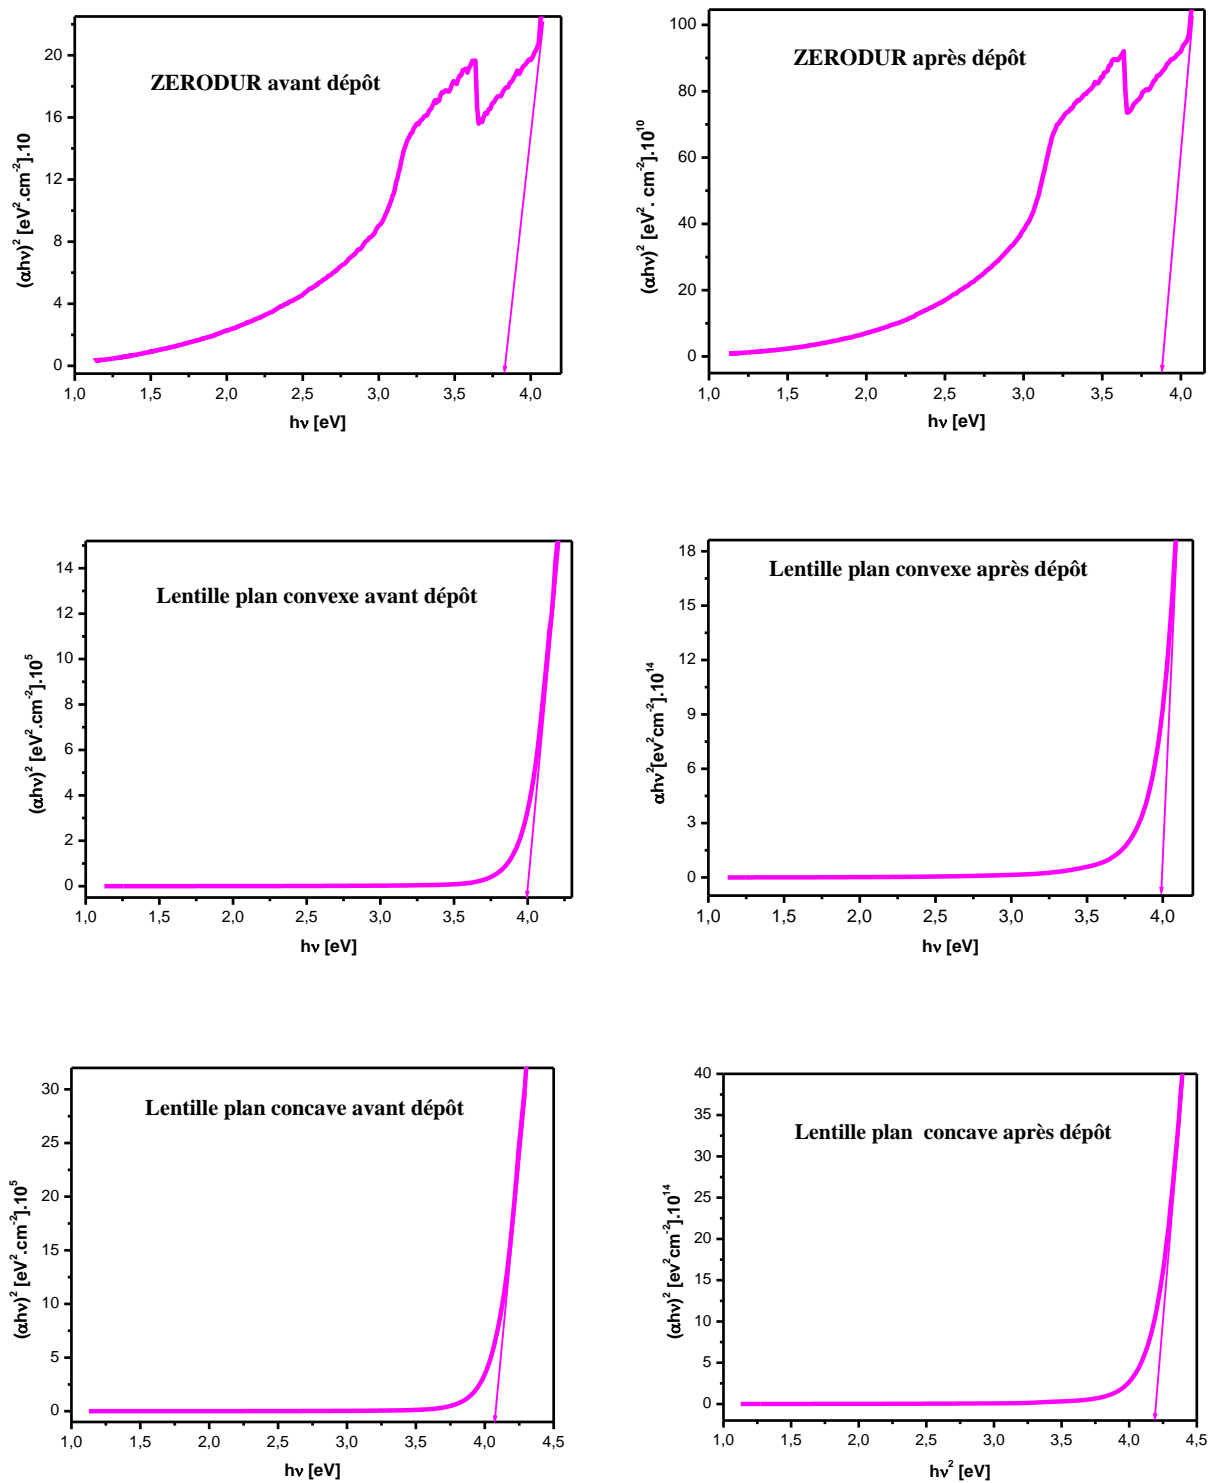 ZERODUR avant dépôt
(αhν)² [eV².cm⁻²].10
20
16
12
8
4
0
1,0 1,5 2,0 2,5 3,0 3,5 4,0
hν [eV]
ZERODUR après dépôt
(αhν)² [eV². cm⁻²].10¹⁰
100
80
60
40
20
0
1,0 1,5 2,0 2,5 3,0 3,5 4,0
hν [eV]
Lentille plan convexe avant dépôt
(αhν)² [eV².cm⁻²].10⁵
14
12
10
8
6
4
2
0
1,0 1,5 2,0 2,5 3,0 3,5 4,0
hν [eV]
Lentille plan convexe après dépôt
αhν²[ev²cm⁻²].10¹⁴
18
15
12
9
6
3
0
1,0 1,5 2,0 2,5 3,0 3,5 4,0
hν [eV]
Lentille plan concave avant dépôt
(αhν)² [eV².cm⁻²].10⁵
30
25
20
15
10
5
0
1,0 1,5 2,0 2,5 3,0 3,5 4,0 4,5
hν [eV]
Lentille plan concave après dépôt
(αhν)² [ev²cm⁻²].10¹⁴
40
35
30
25
20
15
10
5
0
1,0 1,5 2,0 2,5 3,0 3,5 4,0 4,5
hν² [eV]